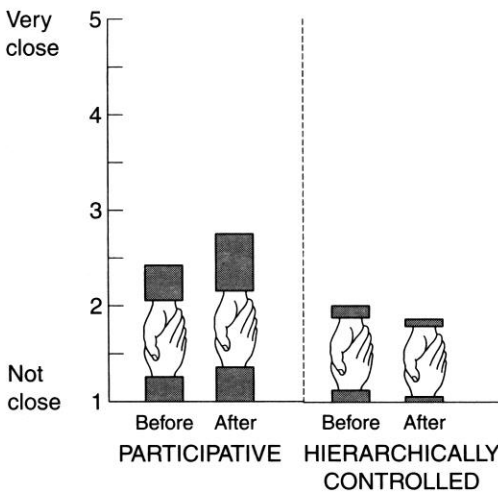 Very
close
5
4
3
2
Not
close
1
Before After Before After
PARTICIPATIVE HIERARCHICALLY
CONTROLLED